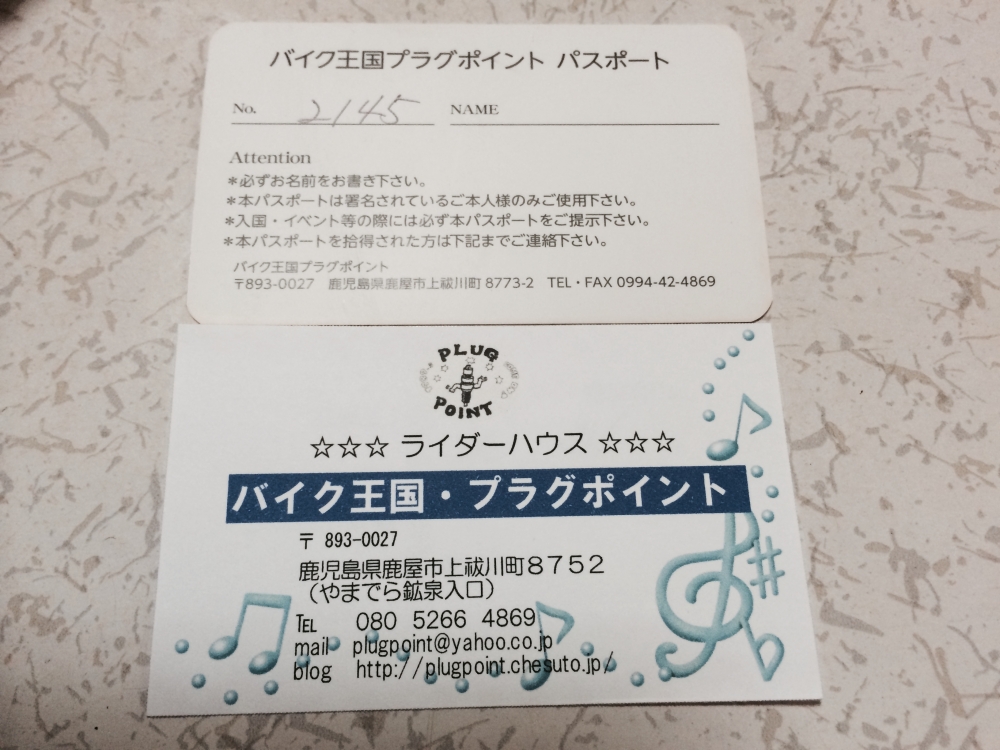 バイク王国プラグポイント パスポート
No. 2145 NAME
Attention
＊必ずお名前をお書き下さい。
＊本パスポートは署名されているご本人様のみご使用下さい。
＊入国・イベント等の際には必ず本パスポートをご提示下さい。
＊本パスポートを拾得された方は下記までご連絡下さい。
バイク王国プラグポイント
〒893-0027 鹿児島県鹿屋市上祓川町8773-2 TEL・FAX 0994-42-4869
PLUG
POINT
☆☆☆ ライダーハウス ☆☆☆
バイク王国・プラグポイント
〒 893-0027
鹿児島県鹿屋市上祓川町８７５２
（やまでら鉱泉入口）
TEL 080 5266 4869
mail plugpoint@yahoo.co.jp
blog http://plugpoint.chesuto.jp/